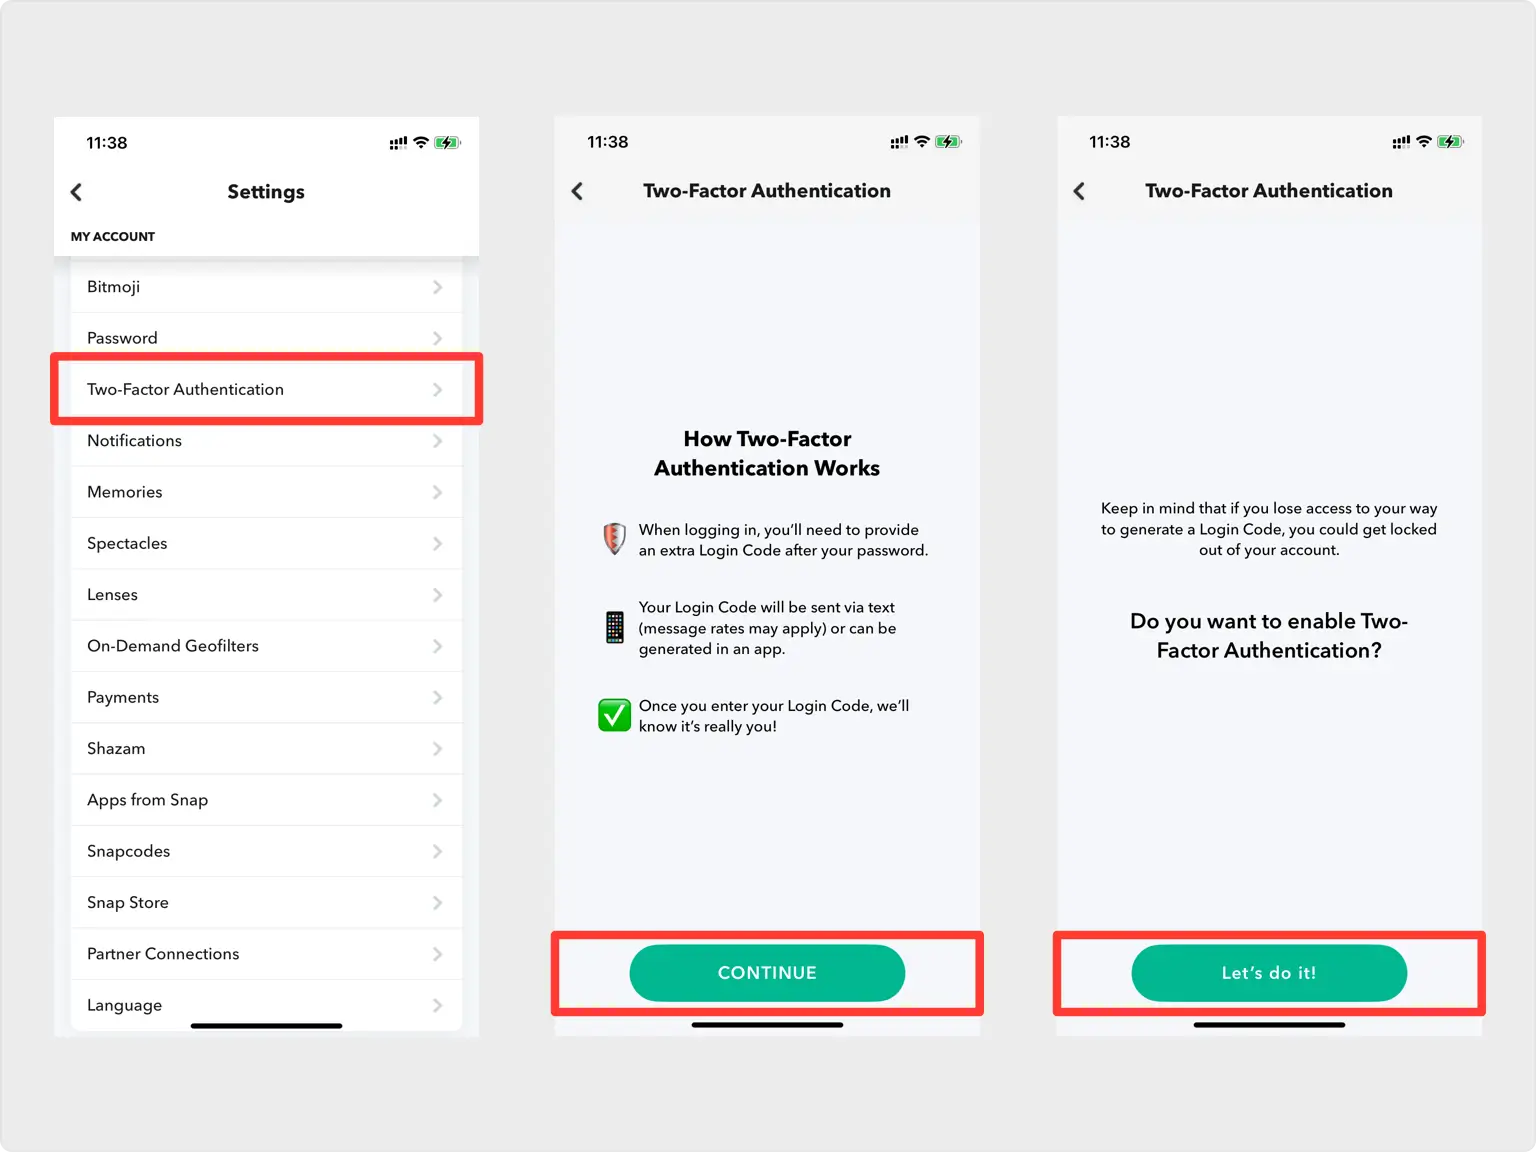 11:38
Settings
MY ACCOUNT
Bitmoji
Password
Two-Factor Authentication
Notifications
Memories
Spectacles
Lenses
On-Demand Geofilters
Payments
Shazam
Apps from Snap
Snapcodes
Snap Store
Partner Connections
Language
11:38
Two-Factor Authentication
How Two-Factor
Authentication Works
When logging in, you’ll need to provide
an extra Login Code after your password.
Your Login Code will be sent via text
(message rates may apply) or can be
generated in an app.
Once you enter your Login Code, we’ll
know it’s really you!
CONTINUE
11:38
Two-Factor Authentication
Keep in mind that if you lose access to your way
to generate a Login Code, you could get locked
out of your account.
Do you want to enable Two-
Factor Authentication?
Let’s do it!